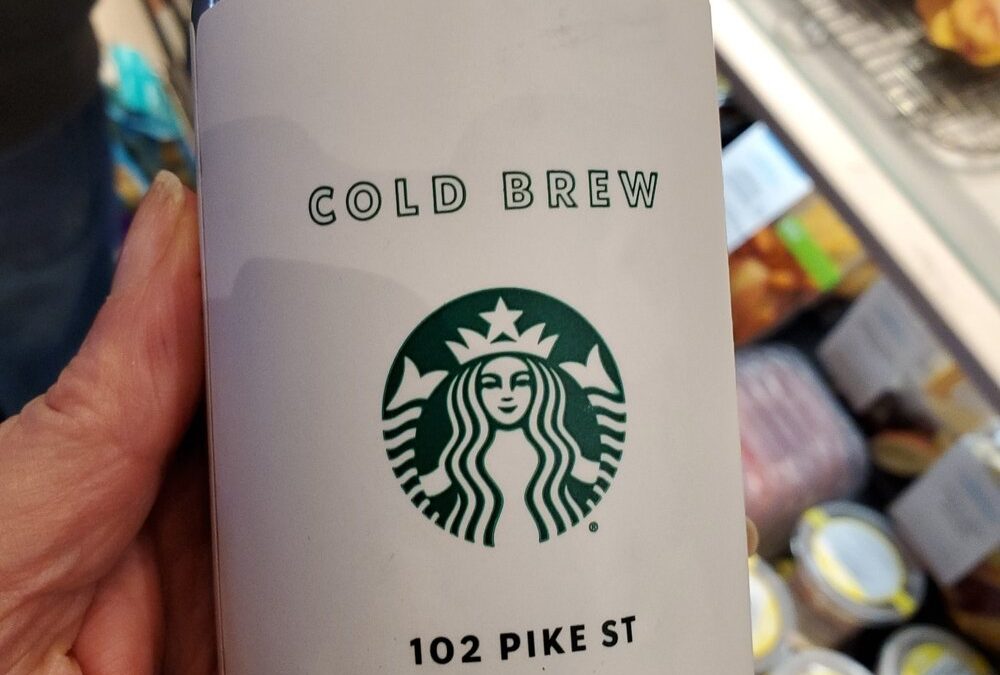 COLD BREW
®
102 PIKE ST